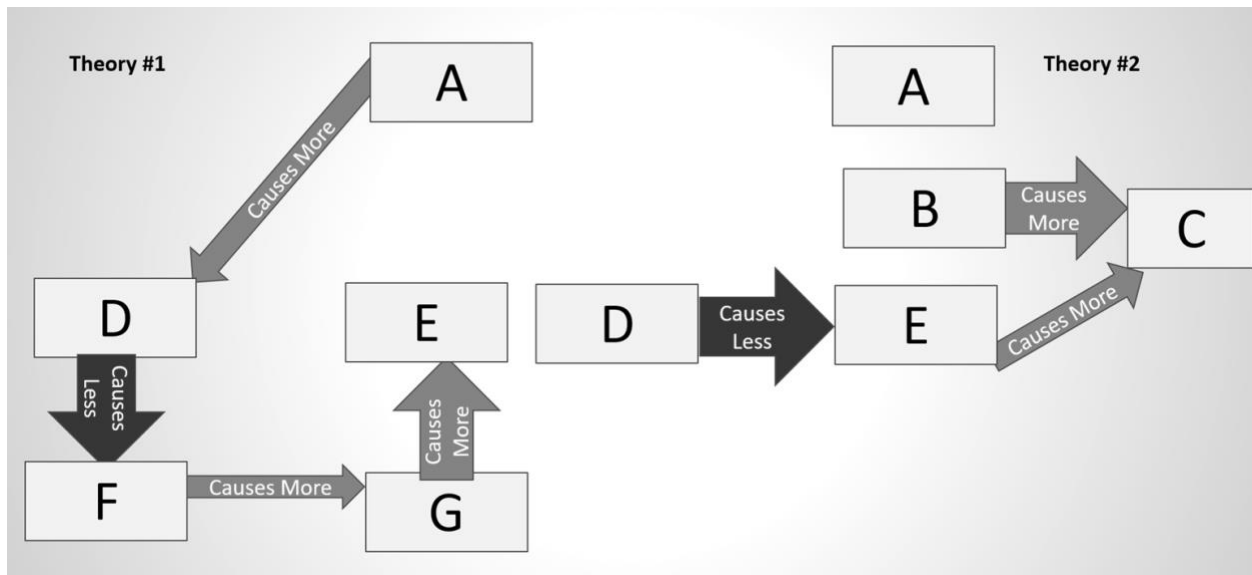 Theory #1
A
Causes More
D
Causes
Less
F
Causes More
G
Causes
More
E
Theory #2
A
B
Causes
More
C
D
Causes
Less
E
Causes More